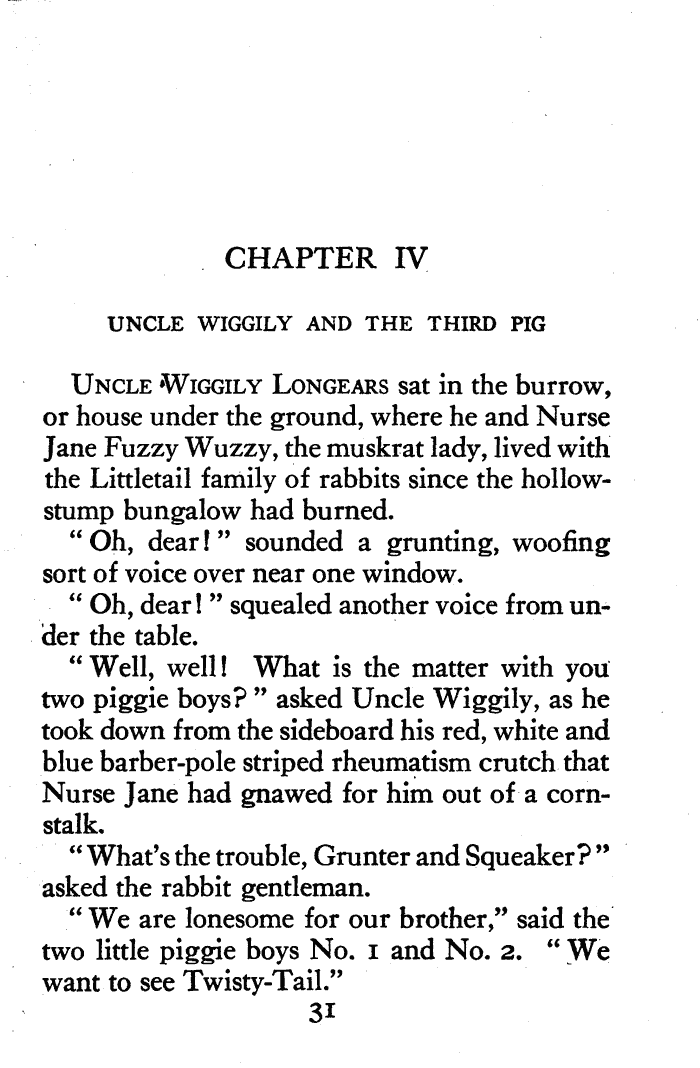 CHAPTER IV
UNCLE WIGGILY AND THE THIRD PIG
UNCLE WIGGILY LONGEARS sat in the burrow,
or house under the ground, where he and Nurse
Jane Fuzzy Wuzzy, the muskrat lady, lived with
the Littletail family of rabbits since the hollow-
stump bungalow had burned.
"Oh, dear!" sounded a grunting, woofing
sort of voice over near one window.
"Oh, dear!" squealed another voice from un-
der the table.
"Well, well! What is the matter with you
two piggie boys?" asked Uncle Wiggily, as he
took down from the sideboard his red, white and
blue barber-pole striped rheumatism crutch that
Nurse Jane had gnawed for him out of a corn-
stalk.
"What's the trouble, Grunter and Squeaker?"
asked the rabbit gentleman.
"We are lonesome for our brother," said the
two little piggie boys No. 1 and No. 2. "We
want to see Twisty-Tail."
31